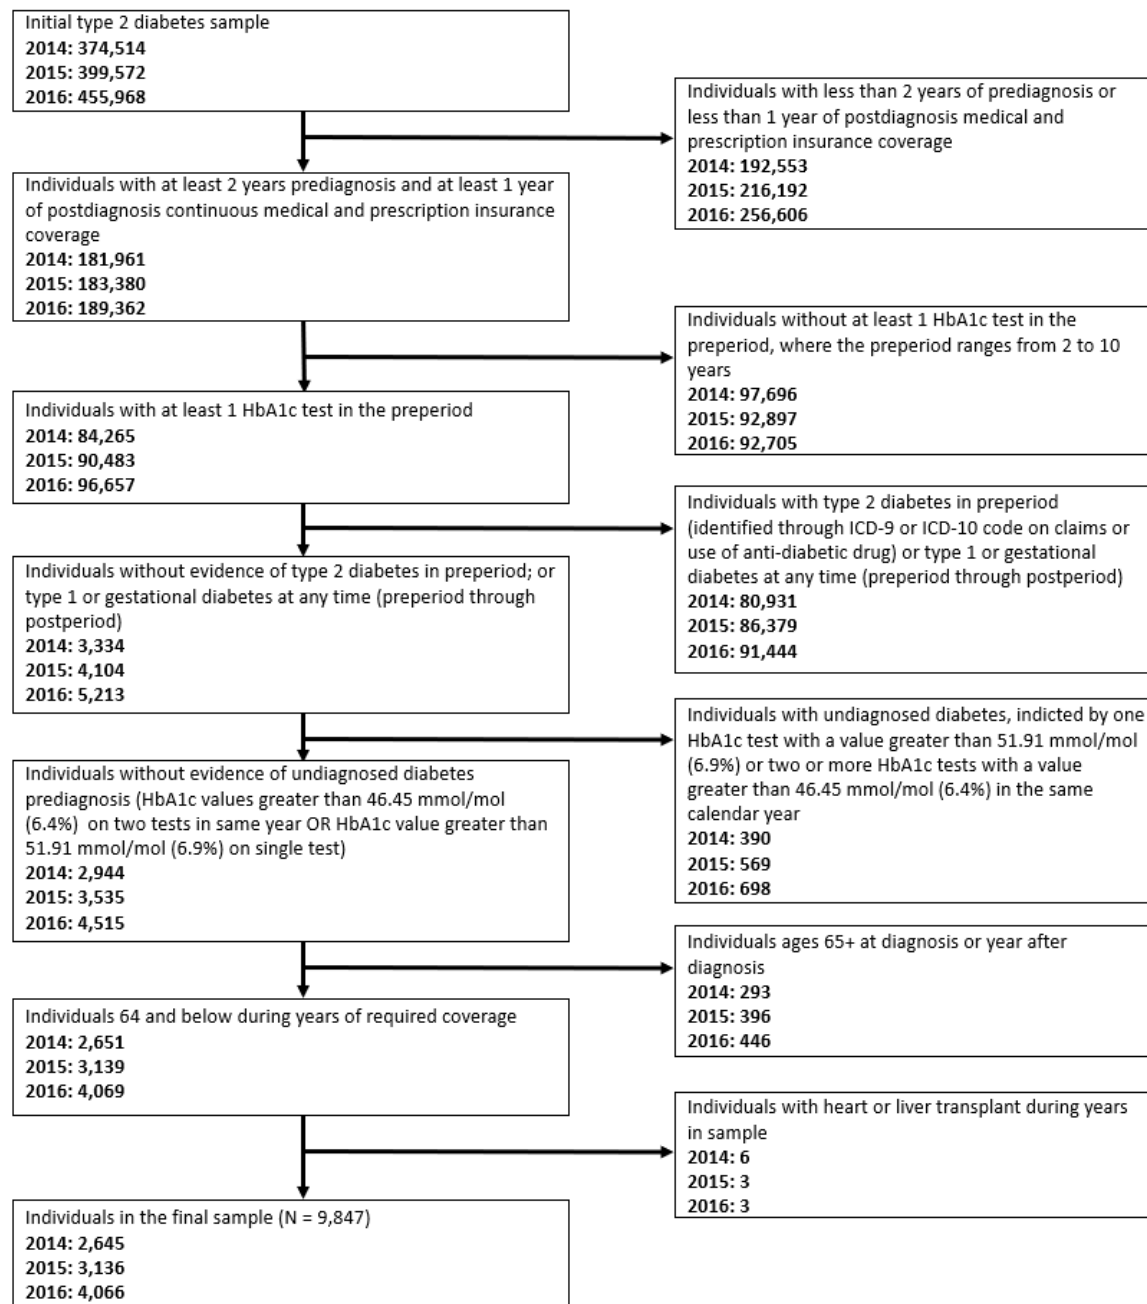 Initial type 2 diabetes sample
2014: 374,514
2015: 399,572
2016: 455,968
Individuals with less than 2 years of prediagnosis or
less than 1 year of postdiagnosis medical and
prescription insurance coverage
2014: 192,553
2015: 216,192
2016: 256,606
Individuals with at least 2 years prediagnosis and at least 1 year
of postdiagnosis continuous medical and prescription insurance
coverage
2014: 181,961
2015: 183,380
2016: 189,362
Individuals without at least 1 HbA1c test in the
preperiod, where the preperiod ranges from 2 to 10
years
2014: 97,696
2015: 92,897
2016: 92,705
Individuals with at least 1 HbA1c test in the preperiod
2014: 84,265
2015: 90,483
2016: 96,657
Individuals with type 2 diabetes in preperiod
(identified through ICD-9 or ICD-10 code on claims or
use of anti-diabetic drug) or type 1 or gestational
diabetes at any time (preperiod through postperiod)
2014: 80,931
2015: 86,379
2016: 91,444
Individuals without evidence of type 2 diabetes in preperiod; or
type 1 or gestational diabetes at any time (preperiod through
postperiod)
2014: 3,334
2015: 4,104
2016: 5,213
Individuals with undiagnosed diabetes, indicted by one
HbA1c test with a value greater than 51.91 mmol/mol
(6.9%) or two or more HbA1c tests with a value
greater than 46.45 mmol/mol (6.4%) in the same
calendar year
2014: 390
2015: 569
2016: 698
Individuals without evidence of undiagnosed diabetes
prediagnosis (HbA1c values greater than 46.45 mmol/mol
(6.4%) on two tests in same year OR HbA1c value greater than
51.91 mmol/mol (6.9%) on single test)
2014: 2,944
2015: 3,535
2016: 4,515
Individuals ages 65+ at diagnosis or year after
diagnosis
2014: 293
2015: 396
2016: 446
Individuals 64 and below during years of required coverage
2014: 2,651
2015: 3,139
2016: 4,069
Individuals with heart or liver transplant during years
in sample
2014: 6
2015: 3
2016: 3
Individuals in the final sample (N = 9,847)
2014: 2,645
2015: 3,136
2016: 4,066